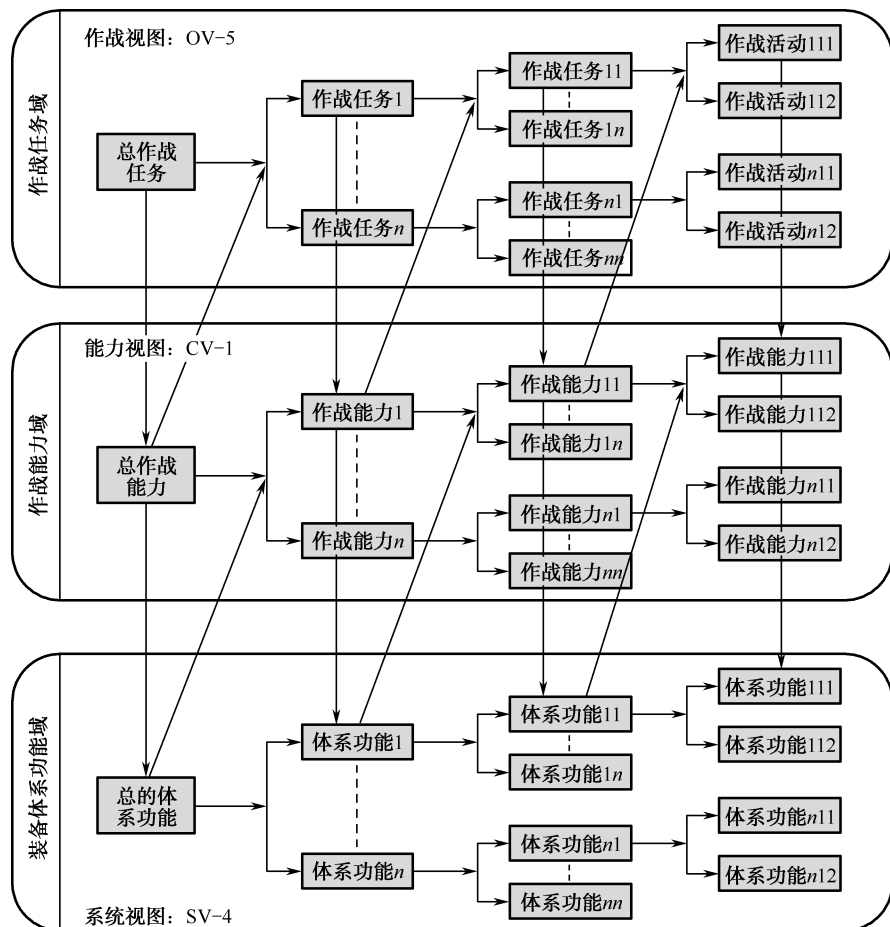 作战任务域
作战视图：OV-5
总作战
任务
作战任务1
作战任务n
作战任务11
作战任务1n
作战任务n1
作战任务nn
作战活动111
作战活动112
作战活动n11
作战活动n12
作战能力域
能力视图：CV-1
总作战
能力
作战能力1
作战能力n
作战能力11
作战能力1n
作战能力n1
作战能力nn
作战能力111
作战能力112
作战能力n11
作战能力n12
装备体系功能域
总的体
系功能
体系功能1
体系功能n
体系功能11
体系功能1n
体系功能n1
体系功能nn
体系功能111
体系功能112
体系功能n11
体系功能n12
系统视图：SV-4